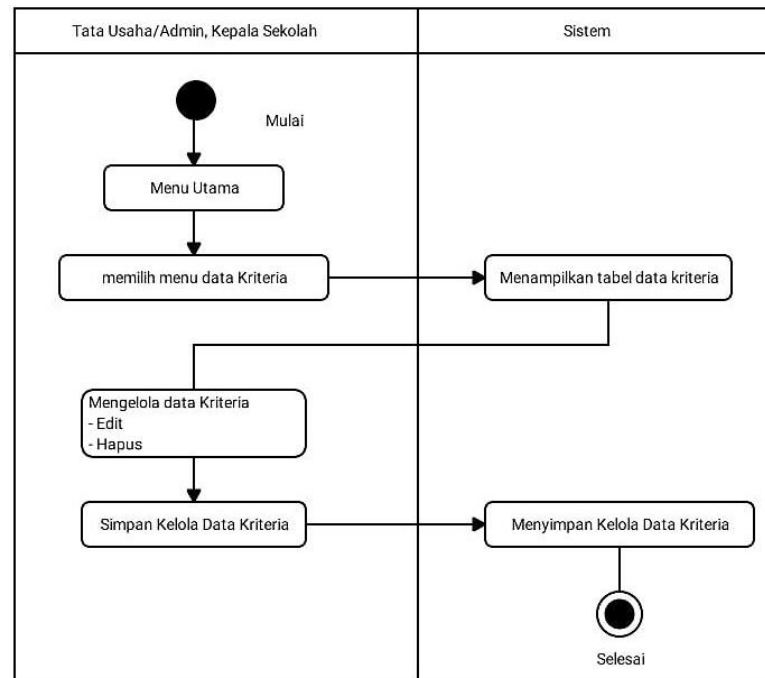 Tata Usaha/Admin, Kepala Sekolah
Sistem
Mulai
Menu Utama
memilih menu data Kriteria
Menampilkan tabel data kriteria
Mengelola data Kriteria
- Edit
- Hapus
Simpan Kelola Data Kriteria
Menyimpan Kelola Data Kriteria
Selesai